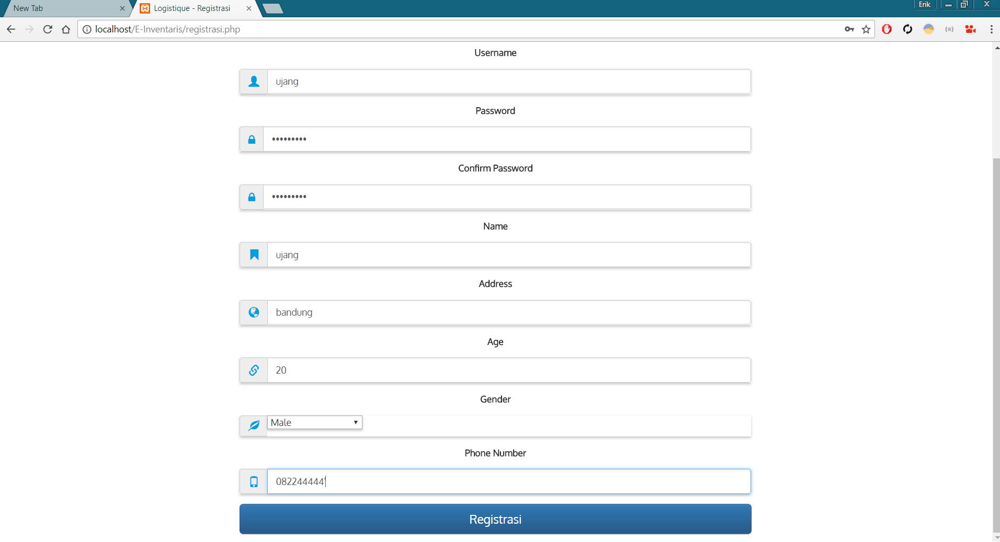 New Tab
Logistique - Registrasi
Erik
localhost/E-Inventaris/registrasi.php
Username
ujang
Password
•••••••••
Confirm Password
•••••••••
Name
ujang
Address
bandung
Age
20
Gender
Male
Phone Number
082244444'
Registrasi